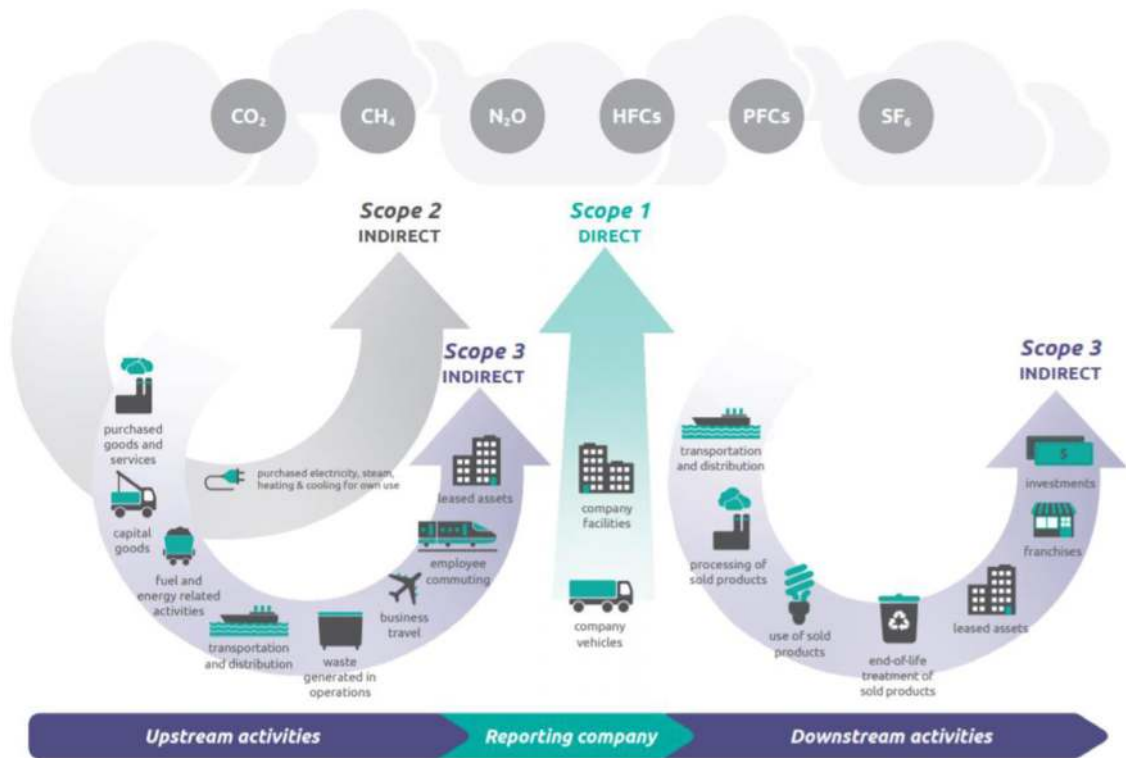 CO₂
CH₄
N₂O
HFCs
PFCs
SF₆
Scope 2
INDIRECT
Scope 1
DIRECT
Scope 3
INDIRECT
Scope 3
INDIRECT
purchased
goods and
services
capital
goods
fuel and
energy related
activities
transportation
and distribution
waste
generated in
operations
business
travel
employee
commuting
leased assets
purchased electricity, steam,
heating & cooling for own use
company
facilities
company
vehicles
transportation
and distribution
processing of
sold products
use of sold
products
end-of-life
treatment of
sold products
leased assets
franchises
$
investments
Upstream activities
Reporting company
Downstream activities